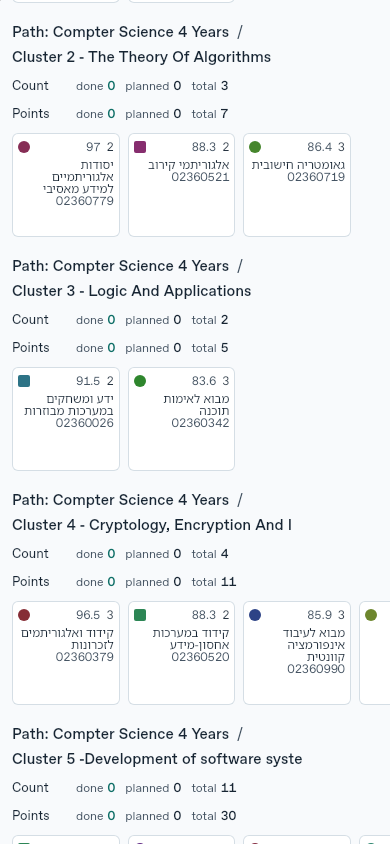 Path: Compter Science 4 Years /
Cluster 2 - The Theory Of Algorithms
Count done 0 planned 0 total 3
Points done 0 planned 0 total 7
97 2
יסודות
אלגוריתמיים
למידע מאסיבי
02360779
88.3 2
אלגוריתמי קירוב
02360521
86.4 3
גאומטריה חישובית
02360719
Path: Compter Science 4 Years /
Cluster 3 - Logic And Applications
Count done 0 planned 0 total 2
Points done 0 planned 0 total 5
91.5 2
ידע ומשחקים
במערכות מבוזרות
02360026
83.6 3
מבוא לאימות
תוכנה
02360342
Path: Compter Science 4 Years /
Cluster 4 - Cryptology, Encryption And I
Count done 0 planned 0 total 4
Points done 0 planned 0 total 11
96.5 3
קידוד ואלגוריתמים
לזכרונות
02360379
88.3 2
קידוד במערכות
אחסון-מידע
02360520
85.9 3
מבוא לעיבוד
אינפורמציה
קוונטית
02360990
Path: Compter Science 4 Years /
Cluster 5 -Development of software syste
Count done 0 planned 0 total 11
Points done 0 planned 0 total 30